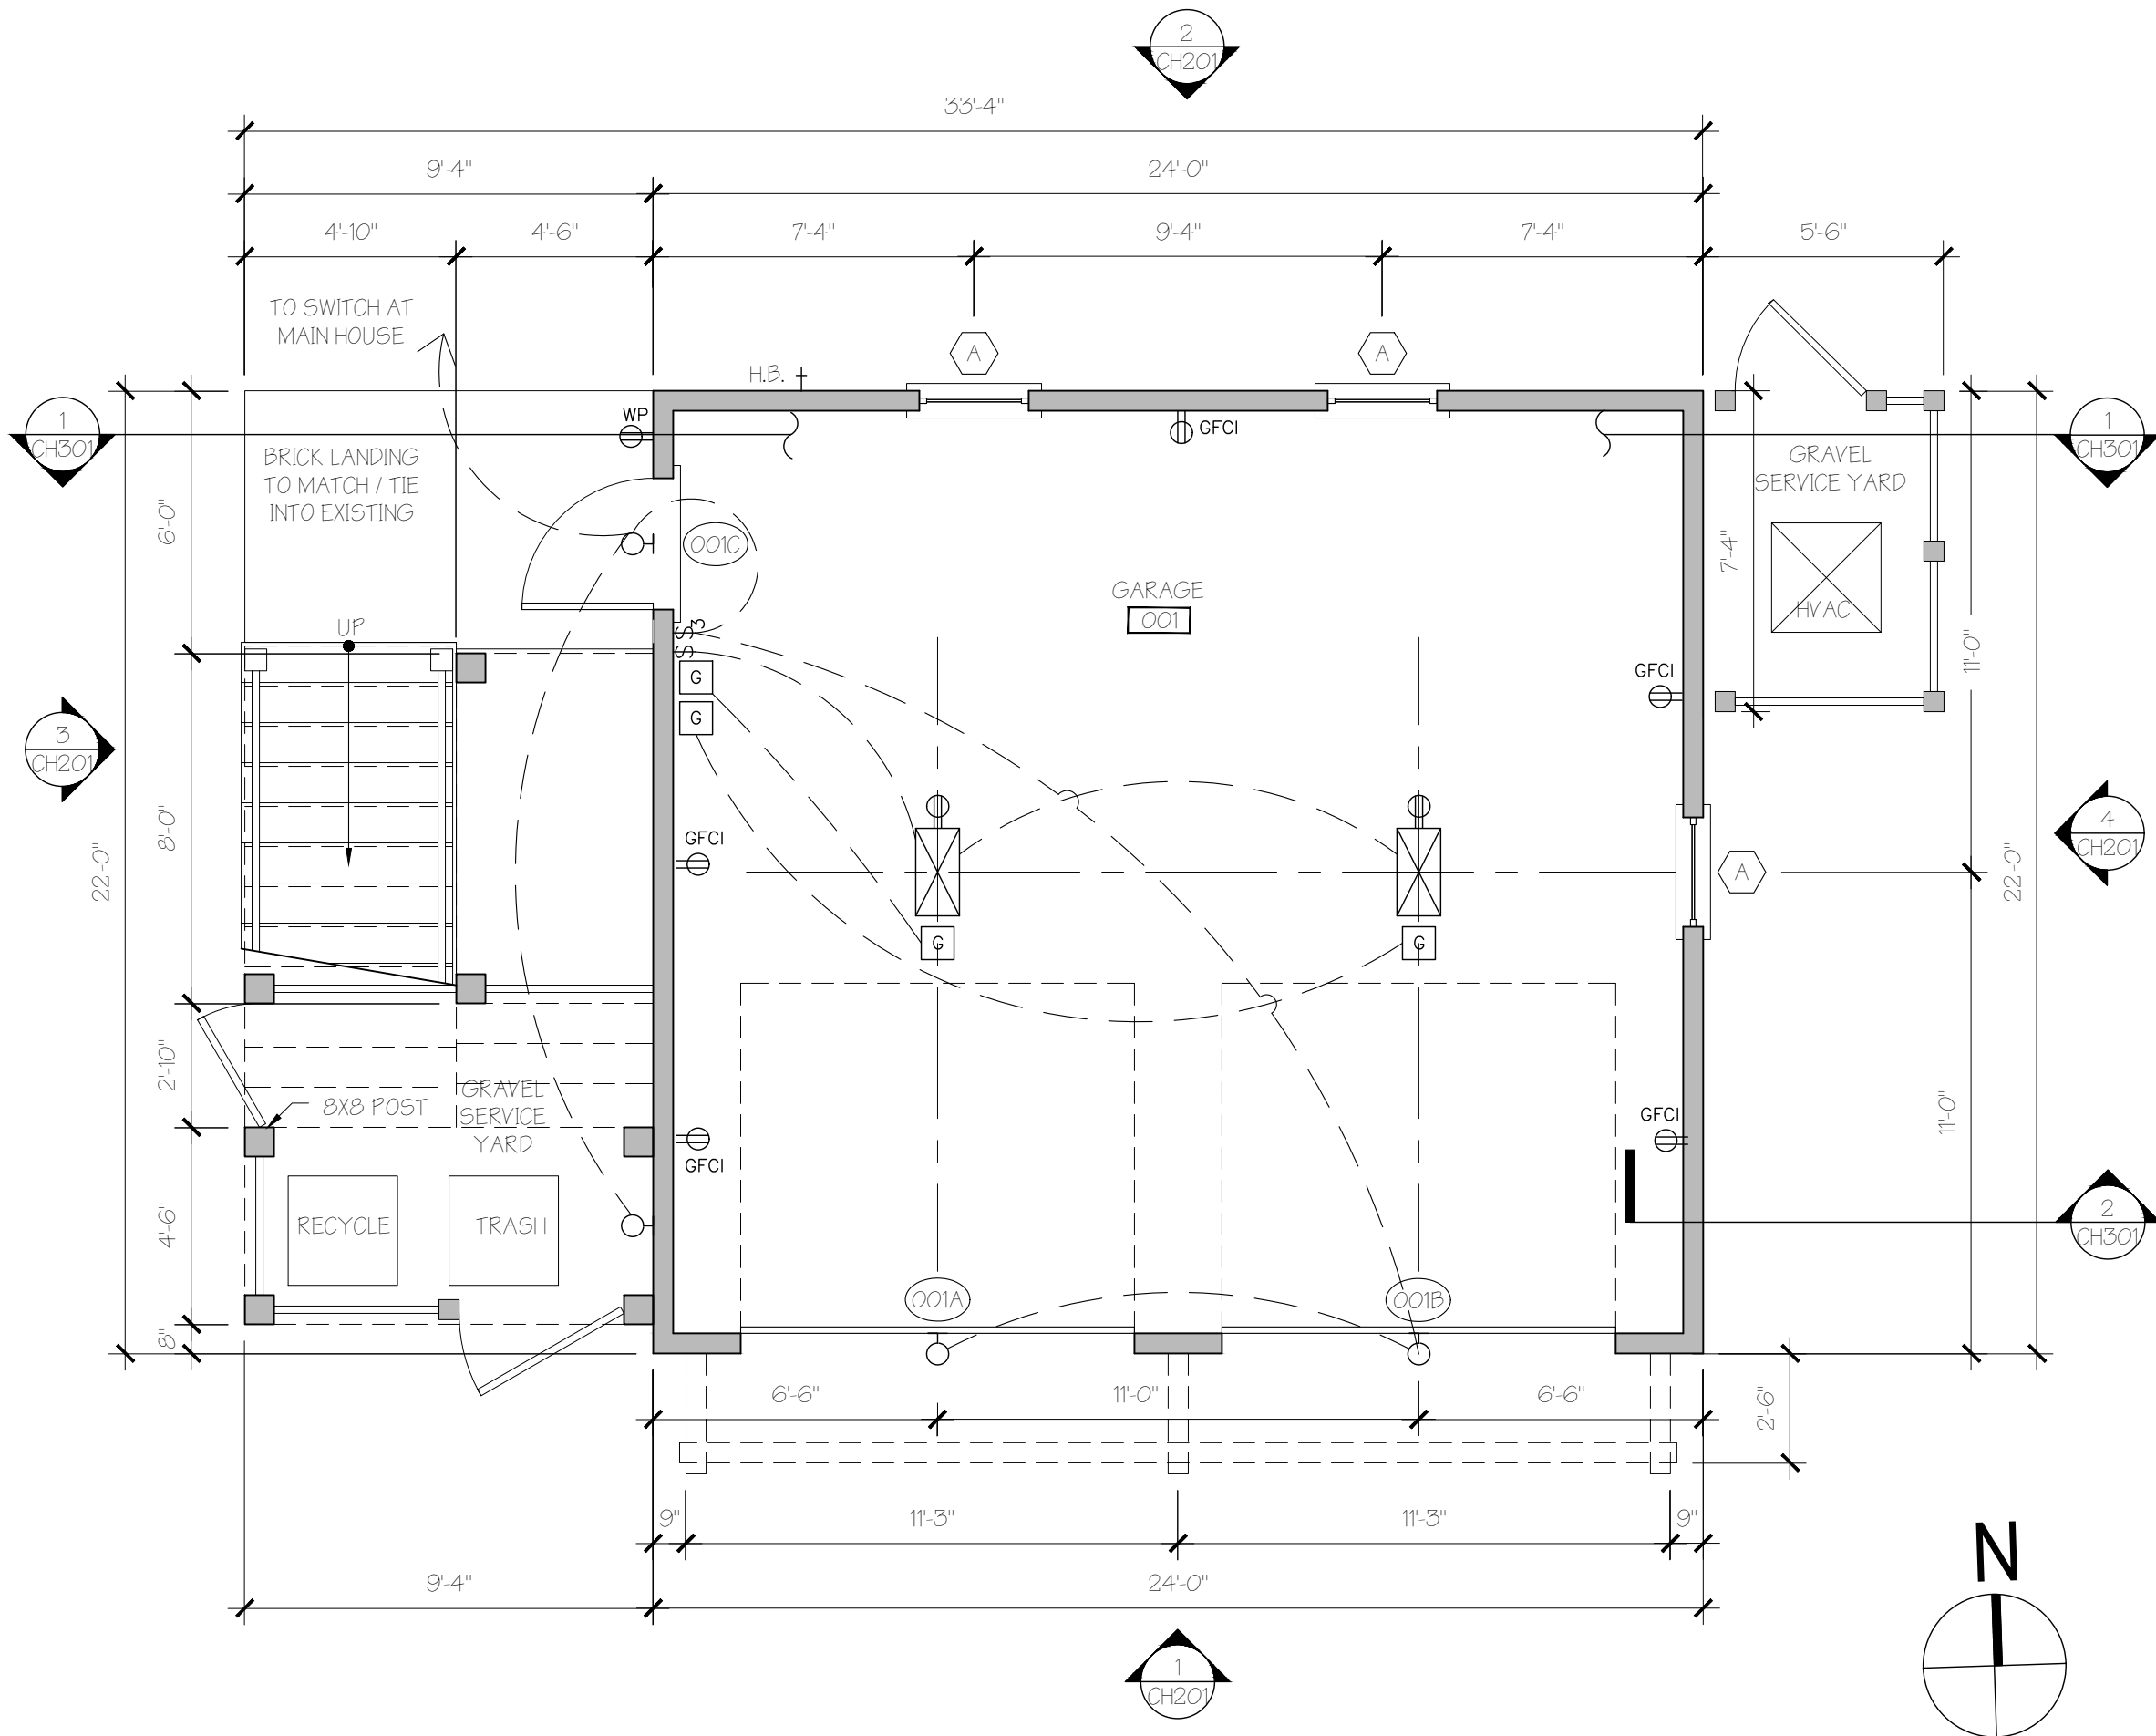 2
CH201
33'-4"
9'-4"
24'-0"
4'-10"
4'-6"
7'-4"
9'-4"
7'-4"
5'-6"
TO SWITCH AT
MAIN HOUSE
A
A
H.B.
WP
GFCI
1
CH301
1
CH301
BRICK LANDING
TO MATCH / TIE
INTO EXISTING
GRAVEL
SERVICE YARD
6'-0"
001C
7'-4"
GARAGE
001
HVAC
UP
S
3
S
11'-0"
GFCI
G
G
3
CH201
8'-0"
22'-0"
GFCI
A
22'-0"
4
CH201
G
G
2'-10"
8X8 POST
GRAVEL
SERVICE
YARD
GFCI
GFCI
11'-0"
4'-6"
RECYCLE
TRASH
2
CH301
001A
001B
8"
6'-6"
11'-0"
6'-6"
2'-6"
9"
11'-3"
11'-3"
9"
9'-4"
24'-0"
N
1
CH201